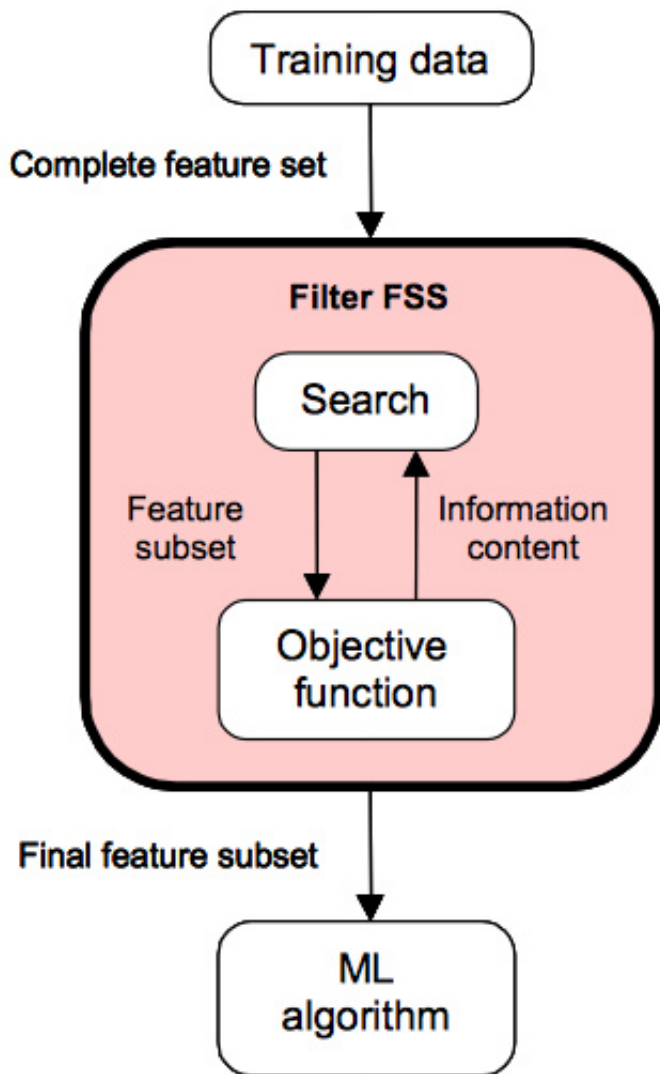 Training data
Complete feature set
Filter FSS
Search
Feature
subset
Information
content
Objective
function
Final feature subset
ML
algorithm